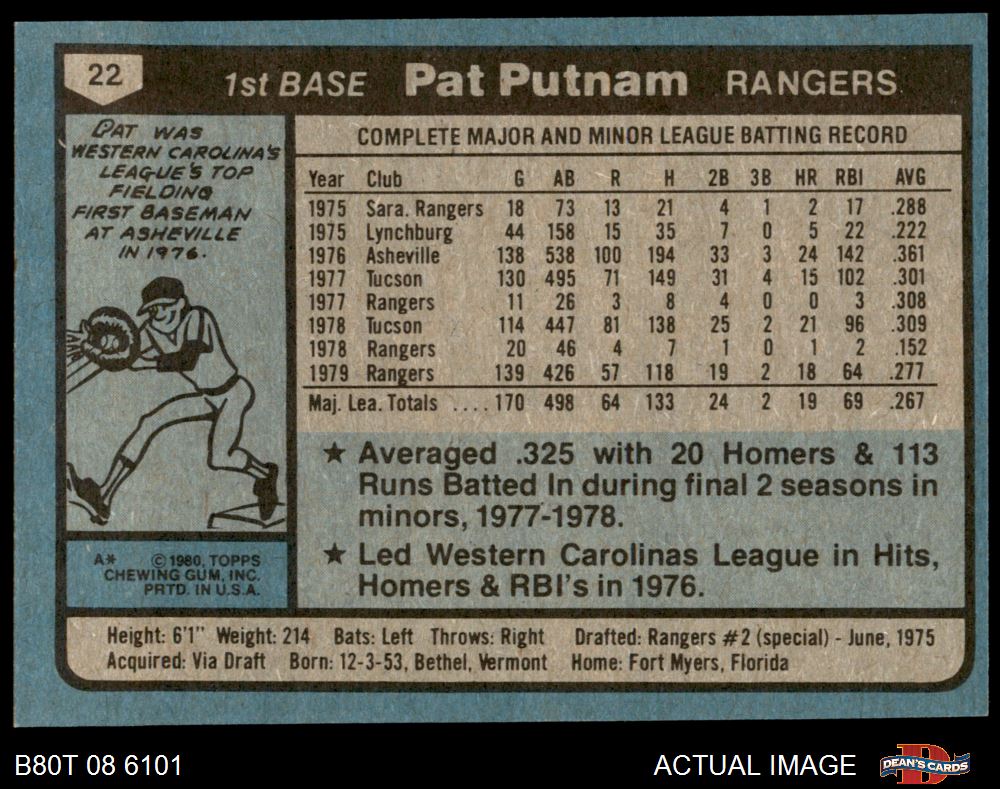 22
1st BASE Pat Putnam RANGERS
PAT WAS
WESTERN CAROLINA'S
LEAGUE'S TOP
FIELDING
FIRST BASEMAN
AT ASHEVILLE
IN 1976.
A* ©1980, TOPPS
CHEWING GUM, INC.
PRTD. IN U.S.A.
COMPLETE MAJOR AND MINOR LEAGUE BATTING RECORD
Year Club G AB R H 2B 3B HR RBI AVG
1975 Sara. Rangers 18 73 13 21 4 1 2 17 .288
1975 Lynchburg 44 158 15 35 7 0 5 22 .222
1976 Asheville 138 538 100 194 33 3 24 142 .361
1977 Tucson 130 495 71 149 31 4 15 102 .301
1977 Rangers 11 26 3 8 4 0 0 3 .308
1978 Tucson 114 447 81 138 25 2 21 96 .309
1978 Rangers 20 46 4 7 1 0 1 2 .152
1979 Rangers 139 426 57 118 19 2 18 64 .277
Maj. Lea. Totals .... 170 498 64 133 24 2 19 69 .267
★ Averaged .325 with 20 Homers & 113
Runs Batted In during final 2 seasons in
minors, 1977-1978.
★ Led Western Carolinas League in Hits,
Homers & RBI's in 1976.
Height: 6'1" Weight: 214 Bats: Left Throws: Right Drafted: Rangers #2 (special) - June, 1975
Acquired: Via Draft Born: 12-3-53, Bethel, Vermont Home: Fort Myers, Florida
B80T 08 6101
ACTUAL IMAGE
D
DEAN'S CARDS